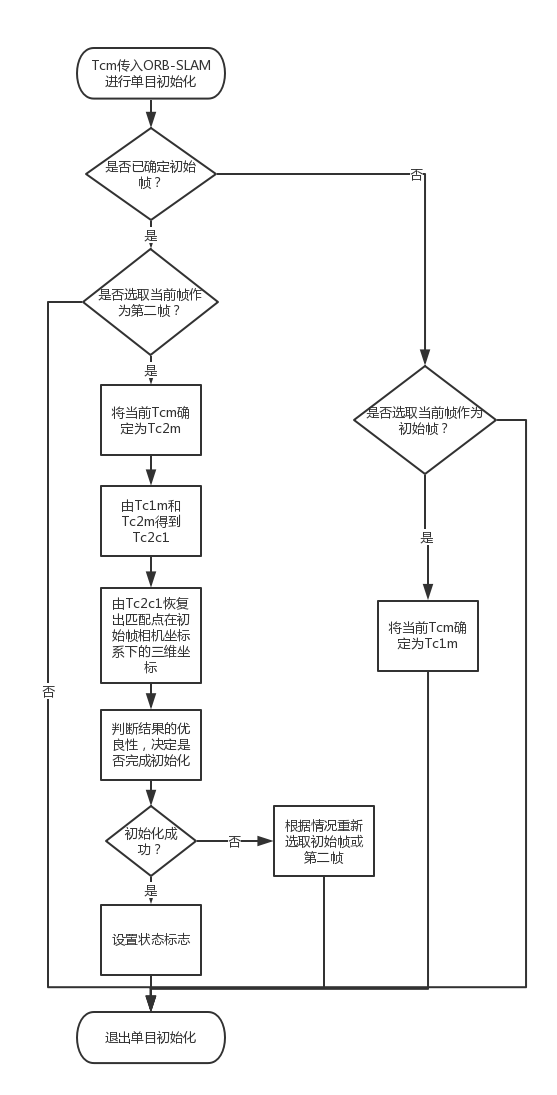 Tcm传入ORB-SLAM
进行单目初始化
是否已确定初始
帧？
否
是
是否选取当前帧作
为第二帧？
是
将当前Tcm确
定为Tc2m
是否选取当前帧作为
初始帧？
由Tc1m和
Tc2m得到
Tc2c1
是
由Tc2c1恢复
出匹配点在初
始帧相机坐标
系下的三维坐
标
将当前Tcm确
定为Tc1m
否
判断结果的优
良性，决定是
否完成初始化
初始化成
功？
否
根据情况重新
选取初始帧或
第二帧
是
设置状态标志
退出单目初始化